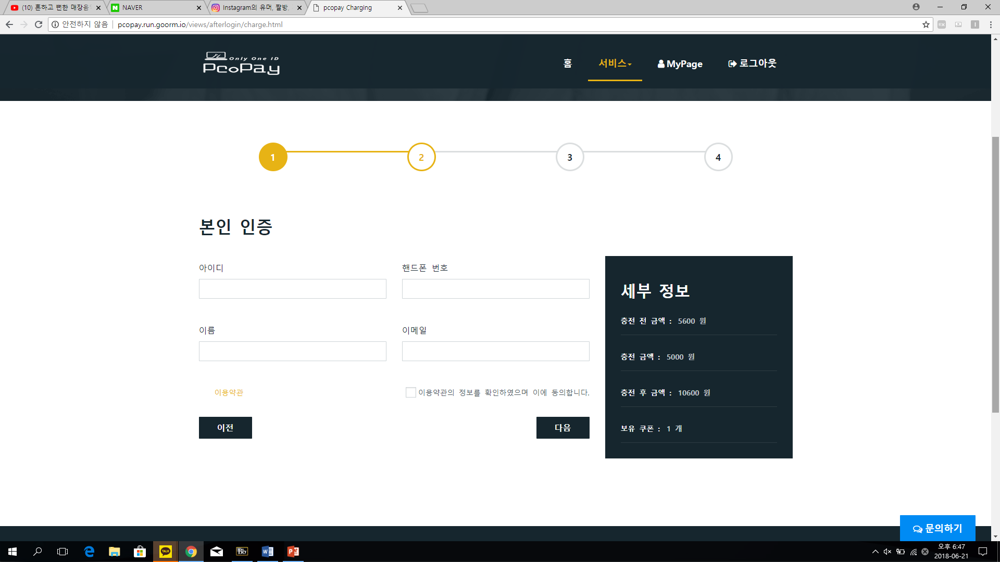 (10) 흔하고 뻔한 매장음악
NAVER
Instagram의 유머, 짤방,
pcopay Charging
안전하지 않음 | pcopay.run.goorm.io/views/afterlogin/charge.html
Only One ID
PcoPay
홈
서비스
MyPage
로그아웃
1
2
3
4
본인 인증
아이디
핸드폰 번호
이름
이메일
이용약관
이용약관의 정보를 확인하였으며 이에 동의합니다.
이전
다음
세부 정보
충전 전 금액 : 5600 원
충전 금액 : 5000 원
충전 후 금액 : 10600 원
보유 쿠폰 : 1 개
문의하기
TALK
Bb
오후 6:47
2018-06-21